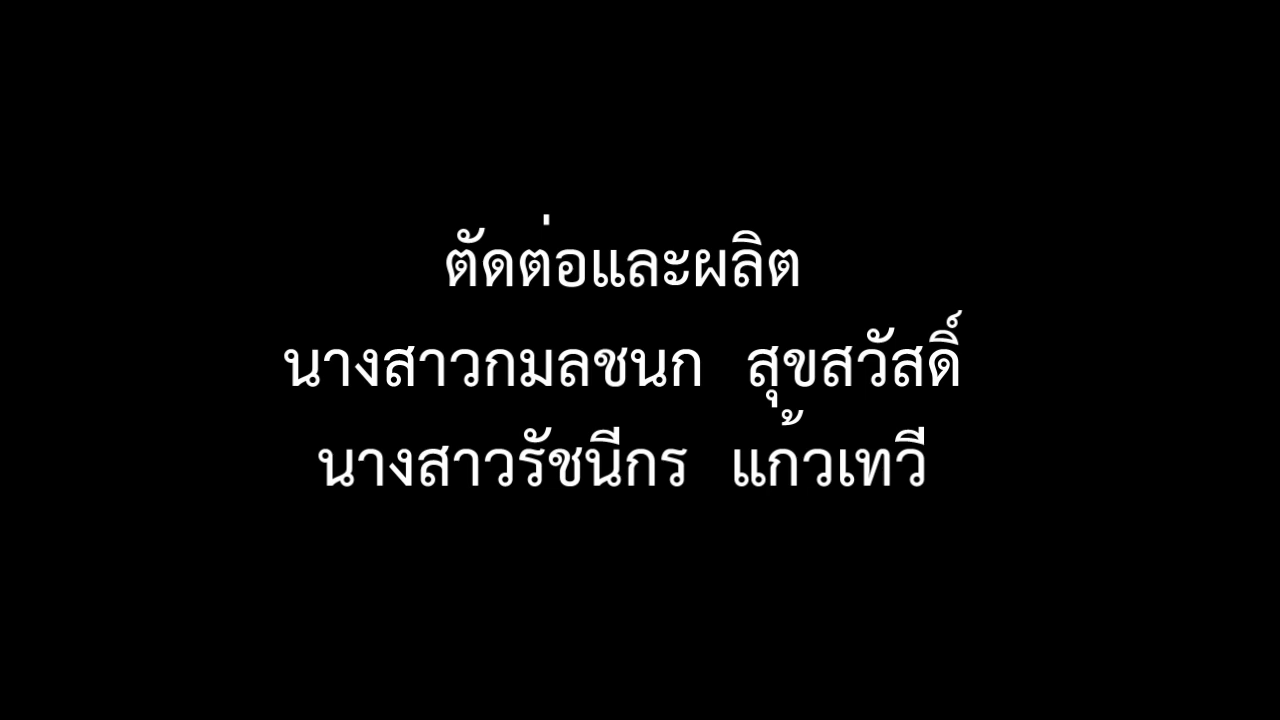 ตัดต่อและผลิต
นางสาวกมลชนก สุขสวัสดิ์
นางสาวรัชนีกร แก้วเทวี